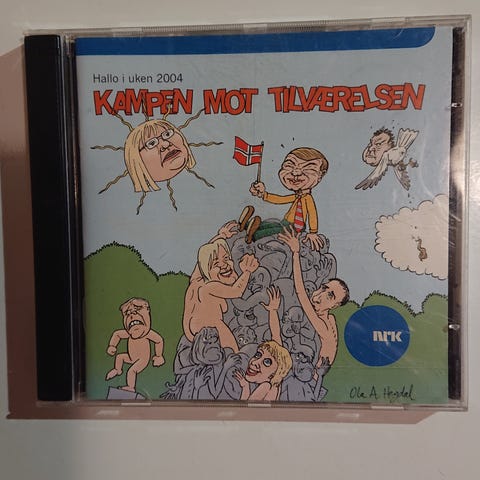 Hallo i uken 2004
KAMPEN MOT TILVÆRELSEN
NRK
Ola A. Hegdal